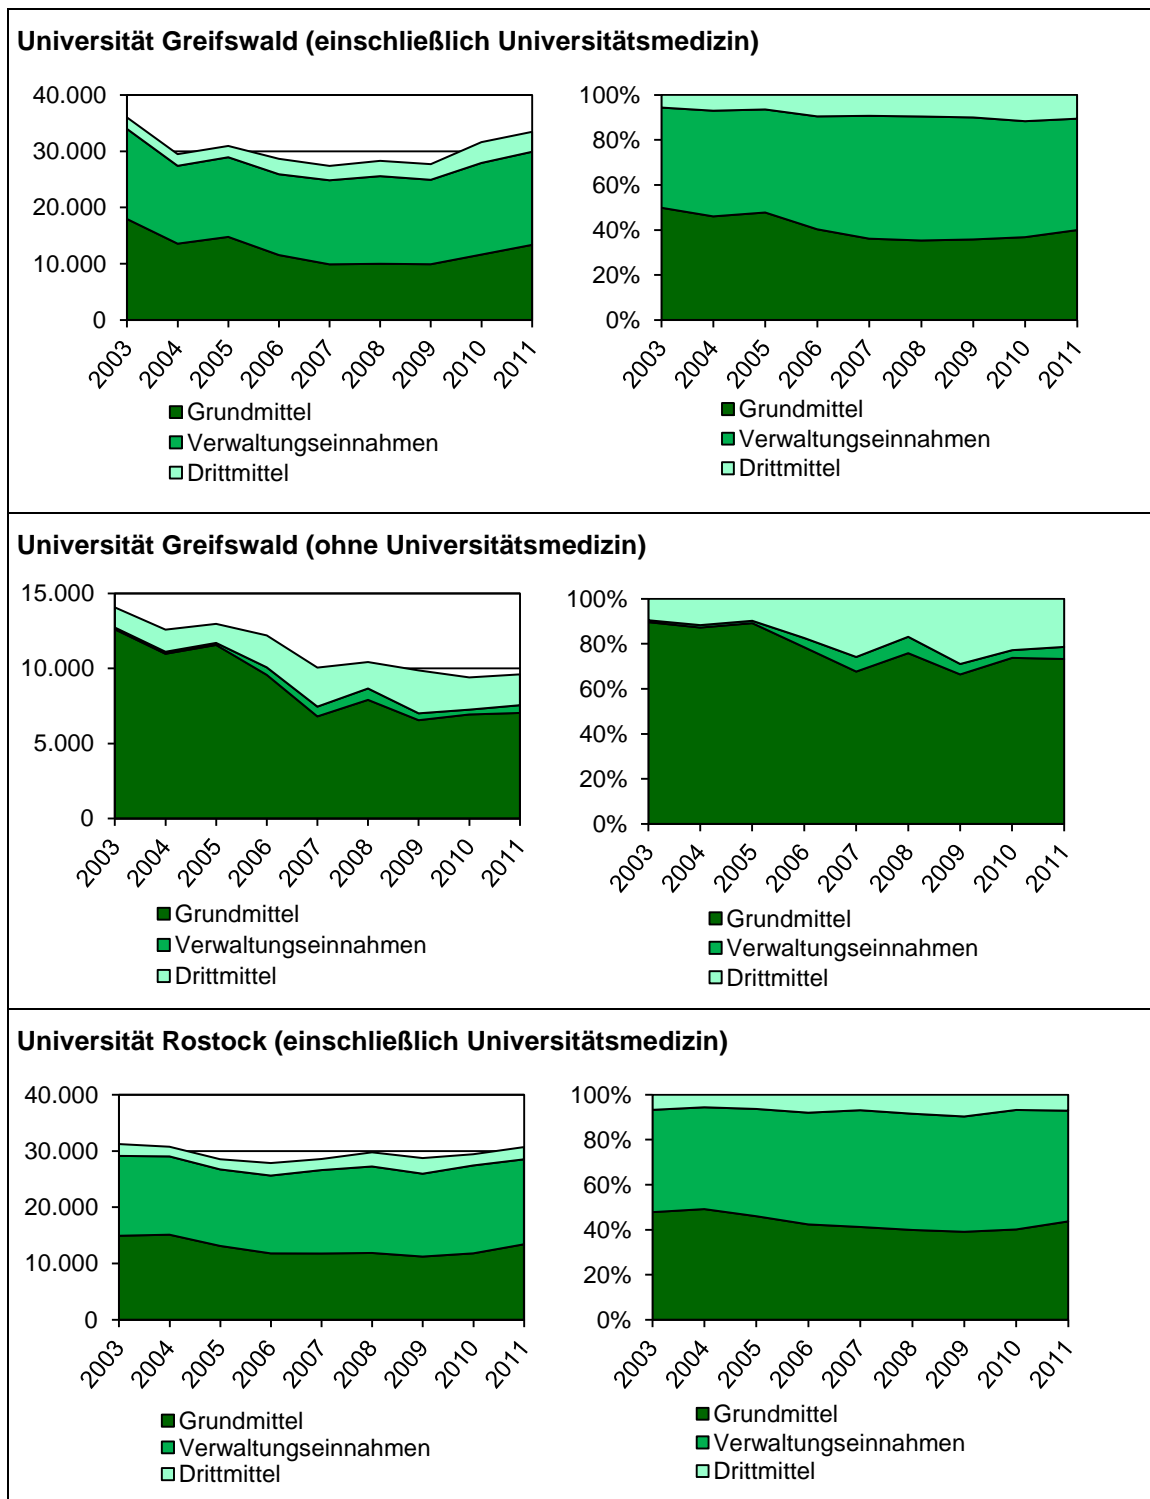 Universität Greifswald (einschließlich Universitätsmedizin)
40.000
30.000
20.000
10.000
0
2003 2004 2005 2006 2007 2008 2009 2010 2011
Grundmittel
Verwaltungseinnahmen
Drittmittel
100%
80%
60%
40%
20%
0%
2003 2004 2005 2006 2007 2008 2009 2010 2011
Grundmittel
Verwaltungseinnahmen
Drittmittel
Universität Greifswald (ohne Universitätsmedizin)
15.000
10.000
5.000
0
2003 2004 2005 2006 2007 2008 2009 2010 2011
Grundmittel
Verwaltungseinnahmen
Drittmittel
100%
80%
60%
40%
20%
0%
2003 2004 2005 2006 2007 2008 2009 2010 2011
Grundmittel
Verwaltungseinnahmen
Drittmittel
Universität Rostock (einschließlich Universitätsmedizin)
40.000
30.000
20.000
10.000
0
2003 2004 2005 2006 2007 2008 2009 2010 2011
Grundmittel
Verwaltungseinnahmen
Drittmittel
100%
80%
60%
40%
20%
0%
2003 2004 2005 2006 2007 2008 2009 2010 2011
Grundmittel
Verwaltungseinnahmen
Drittmittel